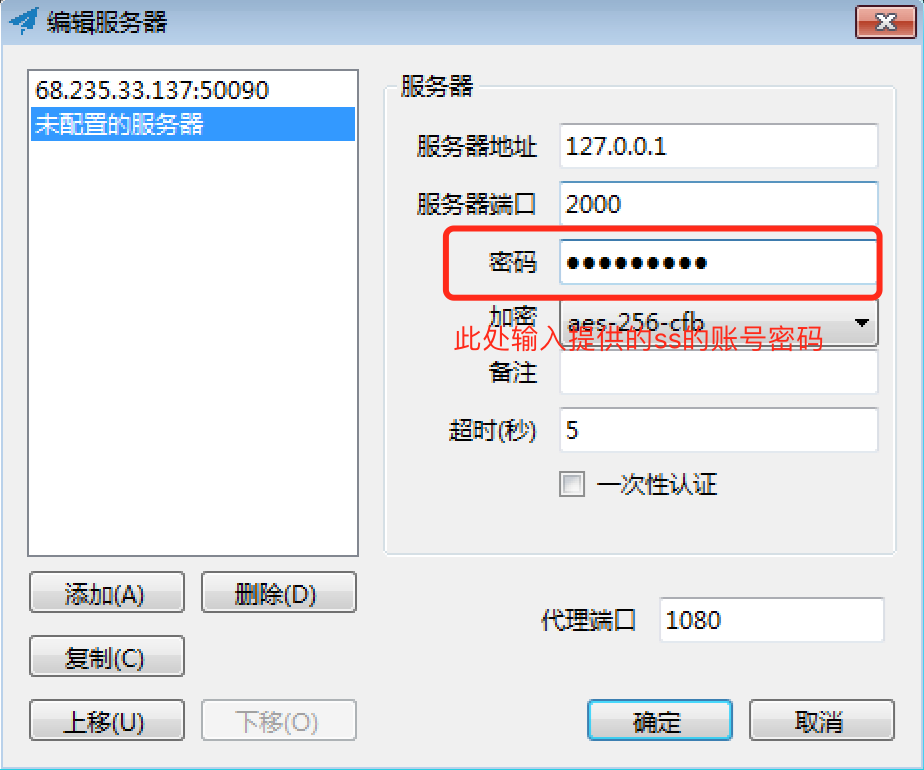 编辑服务器
68.235.33.137:50090
未配置的服务器
服务器
服务器地址 127.0.0.1
服务器端口 2000
密码 ●●●●●●●●●
加密 aes-256-cfb
此处输入提供的ss的账号密码
备注
超时(秒) 5
一次性认证
添加(A) 删除(D)
代理端口 1080
复制(C)
上移(U) 下移(O) 确定 取消